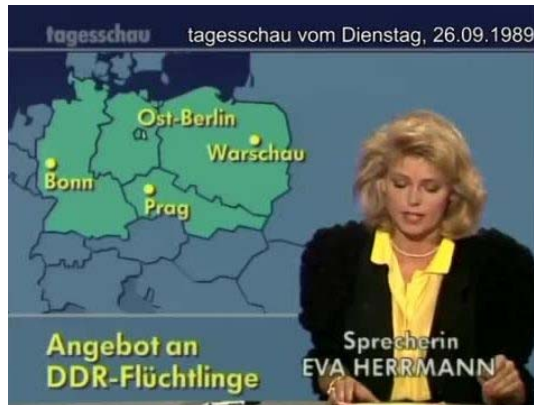 tagesschau
tagesschau vom Dienstag, 26.09.1989
Ost-Berlin
Warschau
Bonn
Prag
Angebot an
DDR-Flüchtlinge
Sprecherin
EVA HERRMANN